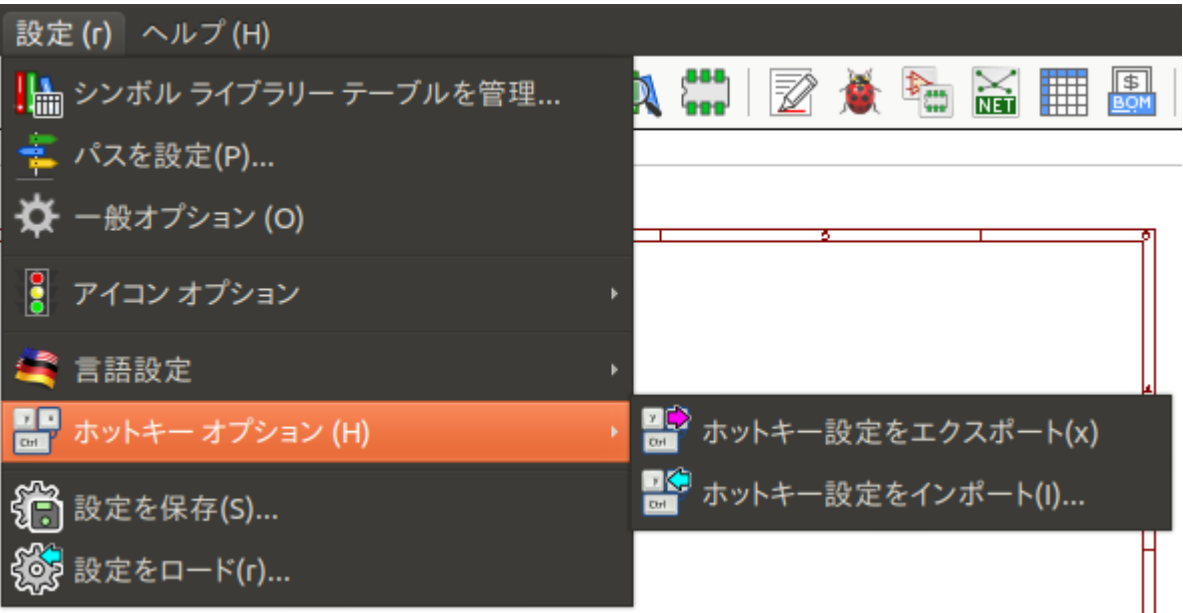 設定 (r) ヘルプ (H)
シンボル ライブラリー テーブルを管理...
NET
$
BOM
パスを設定(P)...
一般オプション (O)
5
6
アイコン オプション
言語設定
ホットキー オプション (H)
y x
Ctrl
y
Ctrl
ホットキー設定をエクスポート(x)
y
Ctrl
ホットキー設定をインポート(I)...
設定を保存(S)...
設定をロード(r)...